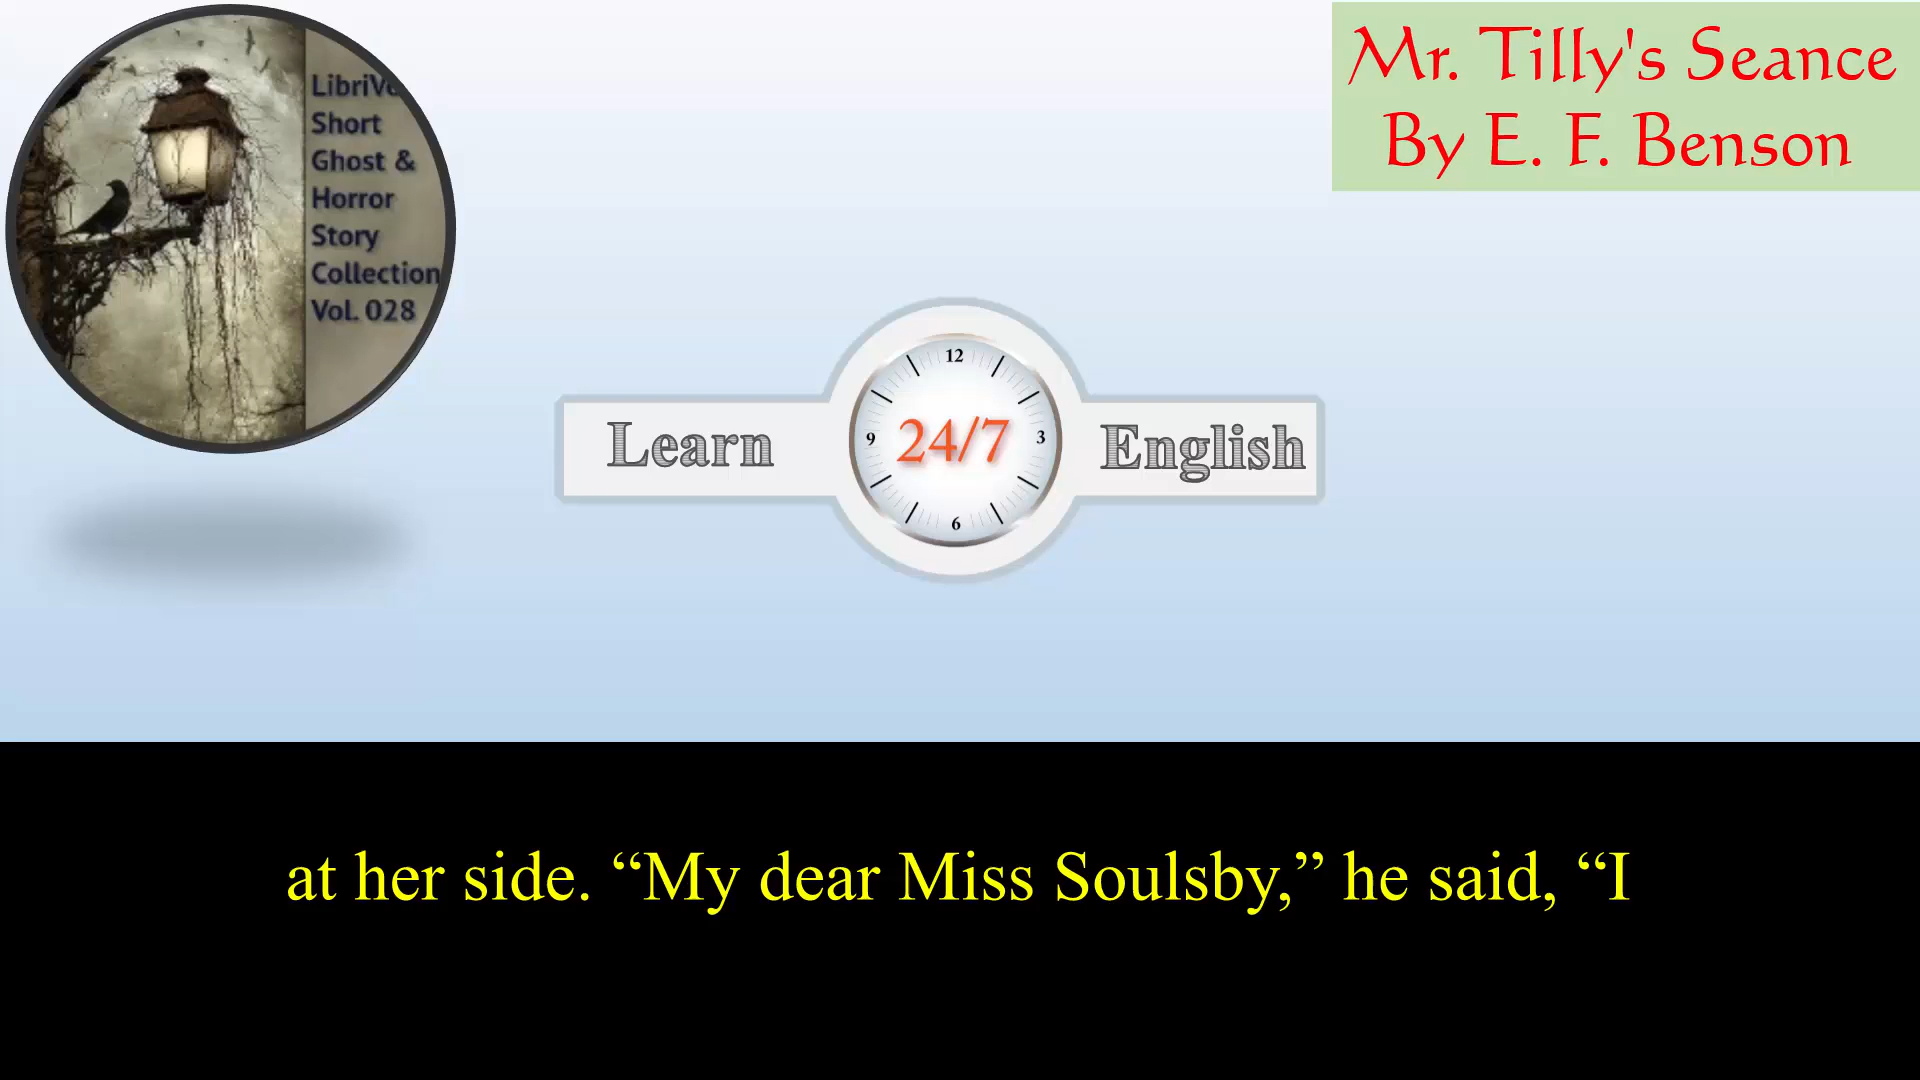 LibriVo
Short
Ghost &
Horror
Story
Collection
Vol. 028
Mr. Tilly's Seance
By E. F. Benson
Learn 24/7 English
12
9
3
6
at her side. “My dear Miss Soulsby,” he said, “I